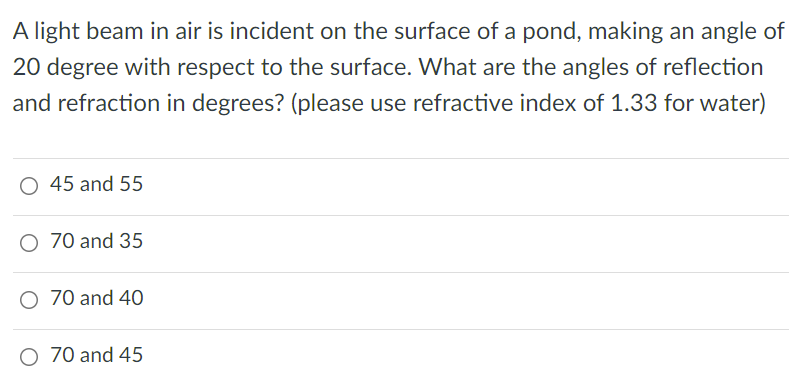 A light beam in air is incident on the surface of a pond, making an angle of
20 degree with respect to the surface. What are the angles of reflection
and refraction in degrees? (please use refractive index of 1.33 for water)
45 and 55
70 and 35
70 and 40
70 and 45